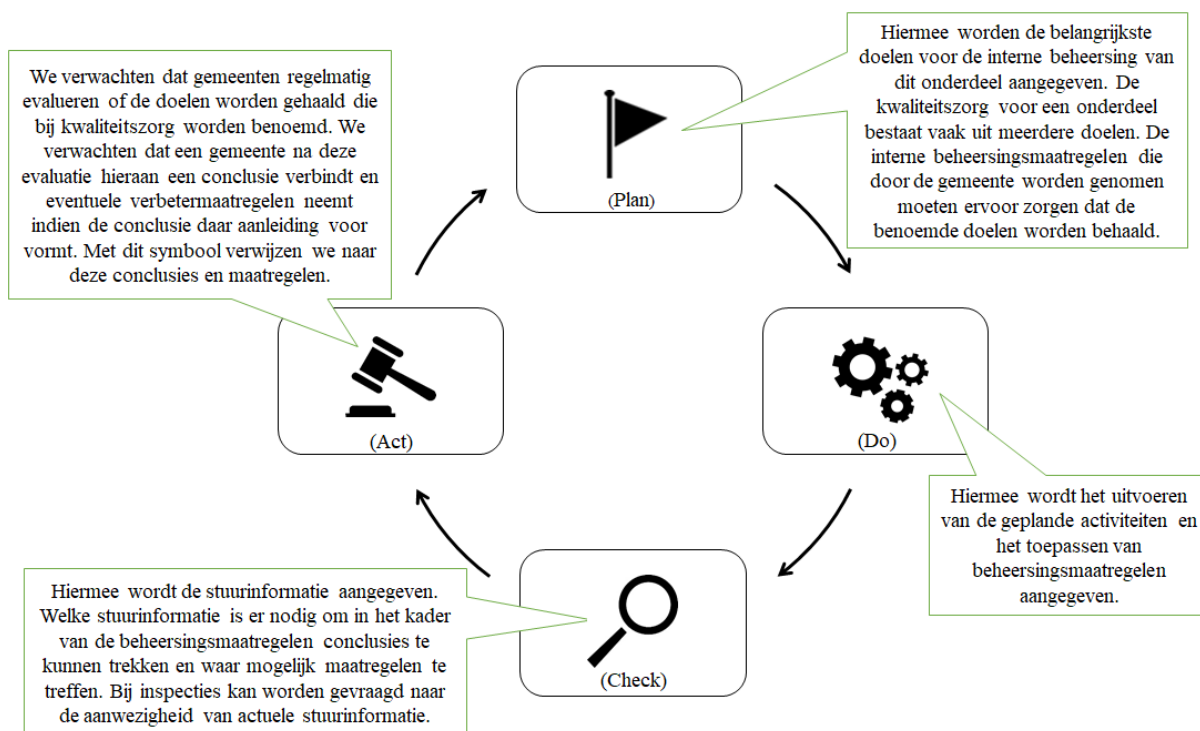 We verwachten dat gemeenten regelmatig
evalueren of de doelen worden gehaald die
bij kwaliteitszorg worden benoemd. We
verwachten dat een gemeente na deze
evaluatie hieraan een conclusie verbindt en
eventuele verbetermaatregelen neemt
indien de conclusie daar aanleiding voor
vormt. Met dit symbool verwijzen we naar
deze conclusies en maatregelen.
(Plan)
Hiermee worden de belangrijkste
doelen voor de interne beheersing van
dit onderdeel aangegeven. De
kwaliteitszorg voor een onderdeel
bestaat vaak uit meerdere doelen. De
interne beheersingsmaatregelen die
door de gemeente worden genomen
moeten ervoor zorgen dat de
benoemde doelen worden behaald.
(Act)
(Do)
Hiermee wordt het uitvoeren
van de geplande activiteiten en
het toepassen van
beheersingsmaatregelen
aangegeven.
Hiermee wordt de stuurinformatie aangegeven.
Welke stuurinformatie is er nodig om in het kader
van de beheersingsmaatregelen conclusies te
kunnen trekken en waar mogelijk maatregelen te
treffen. Bij inspecties kan worden gevraagd naar
de aanwezigheid van actuele stuurinformatie.
(Check)